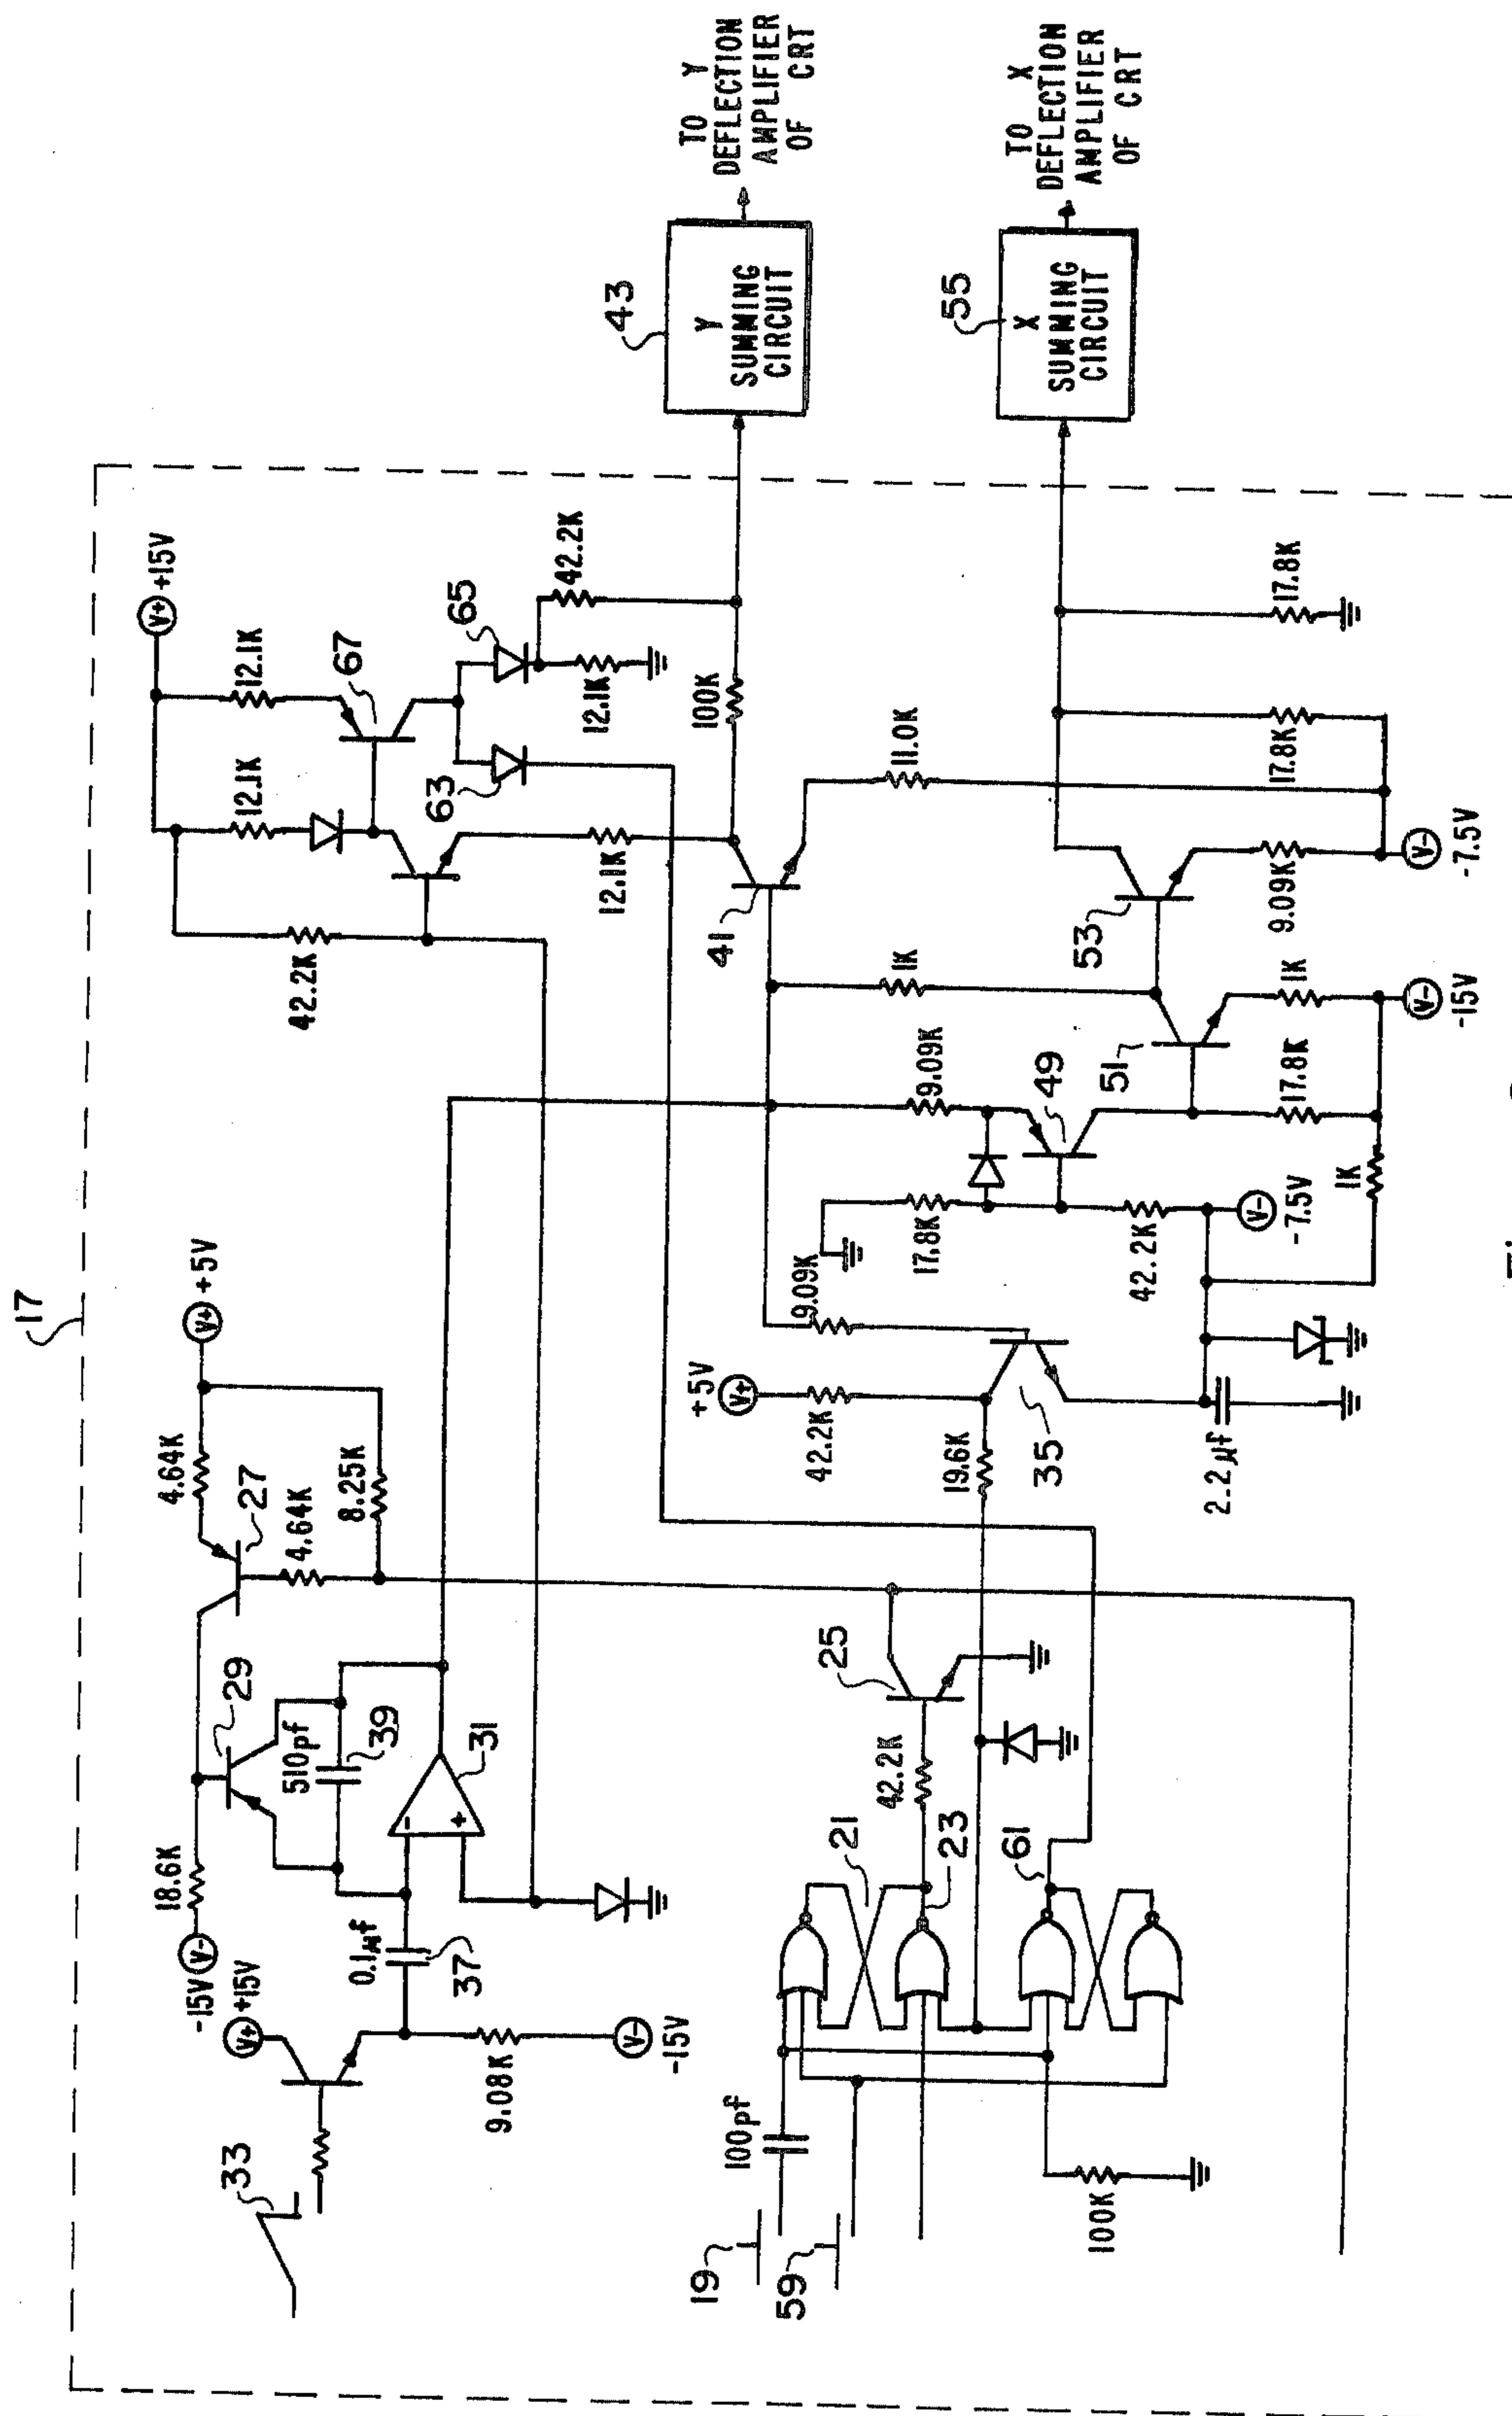 17
33
V+
+15V
9.08K
V-
-15V
0.1µf
37
V-
-15V
18.6K
29
510pf
39
31
-
+
27
4.64K
4.64K
8.25K
V+
+5V
42.2K
12.1K
12.1K
V+
+15V
67
63
65
12.1K
42.2K
12.1K
100K
41
43
Y
SUMMING
CIRCUIT
TO Y
DEFLECTION
AMPLIFIER
OF CRT
19
59
100pf
100K
21
23
61
42.2K
25
19.6K
35
42.2K
V+
+5V
9.09K
17.8K
42.2K
V-
-7.5V
2.2µf
1K
9.09K
49
51
17.8K
1K
1K
V-
-15V
11.0K
53
9.09K
V-
-7.5V
17.8K
17.8K
55
X
SUMMING
CIRCUIT
TO X
DEFLECTION
AMPLIFIER
OF CRT